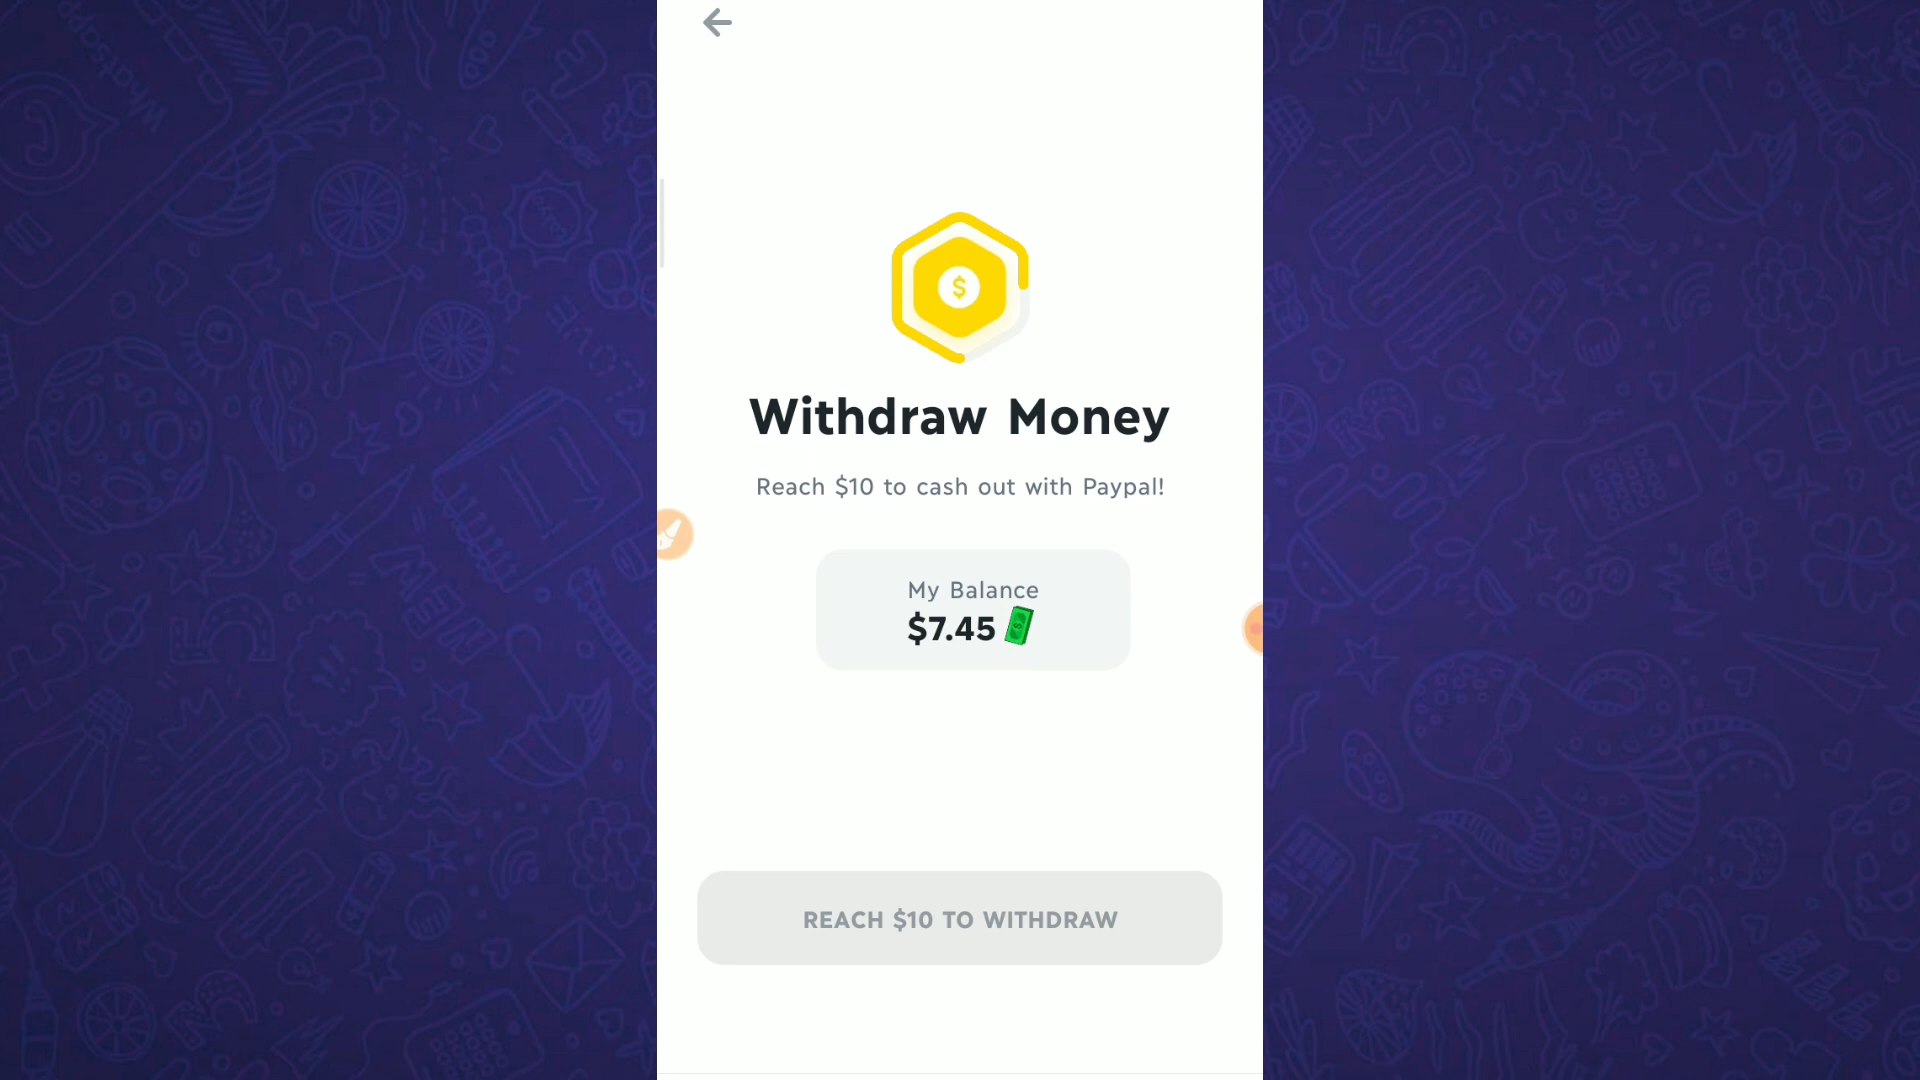 Withdraw Money
Reach $10 to cash out with Paypal!
My Balance
$7.45
REACH $10 TO WITHDRAW